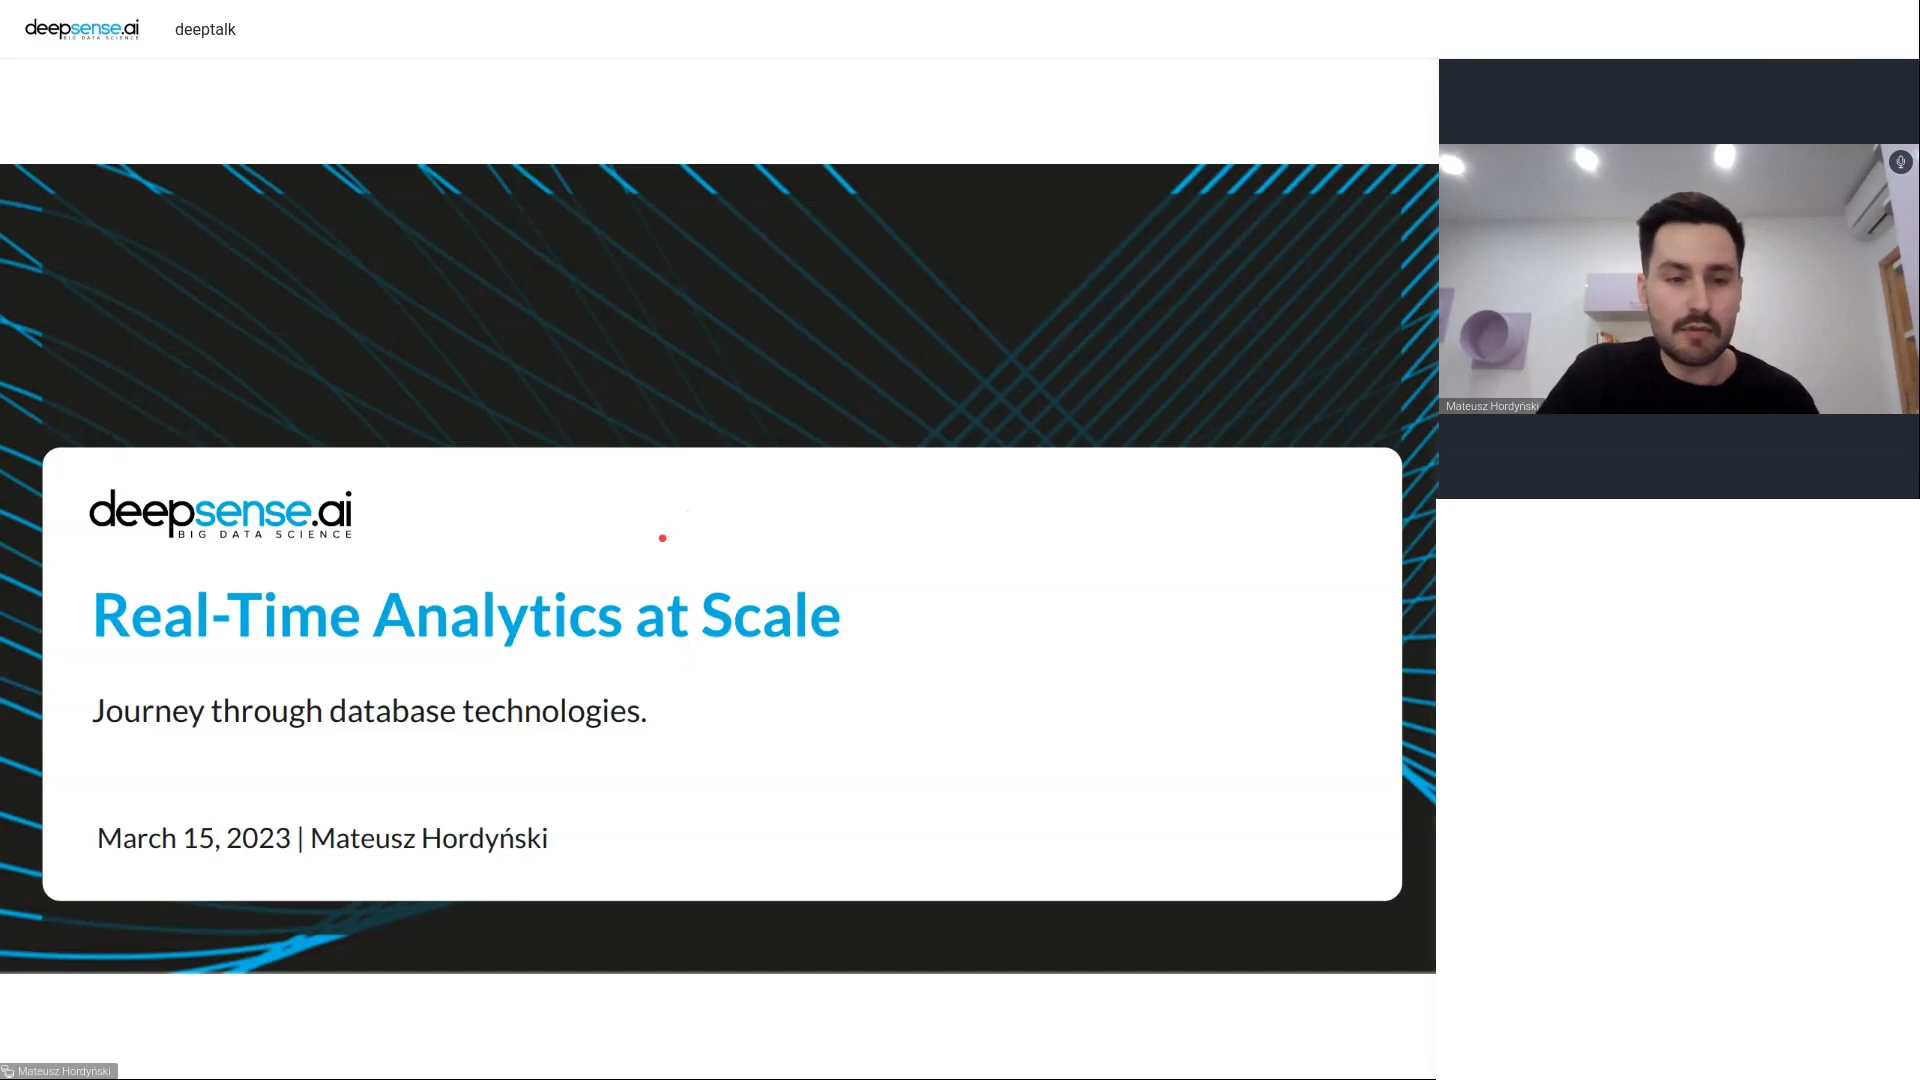 deepsense.ai
BIG DATA SCIENCE
deeptalk
Mateusz Hordyński
deepsense.ai
BIG DATA SCIENCE
Real-Time Analytics at Scale
Journey through database technologies.
March 15, 2023 | Mateusz Hordyński
Mateusz Hordyński